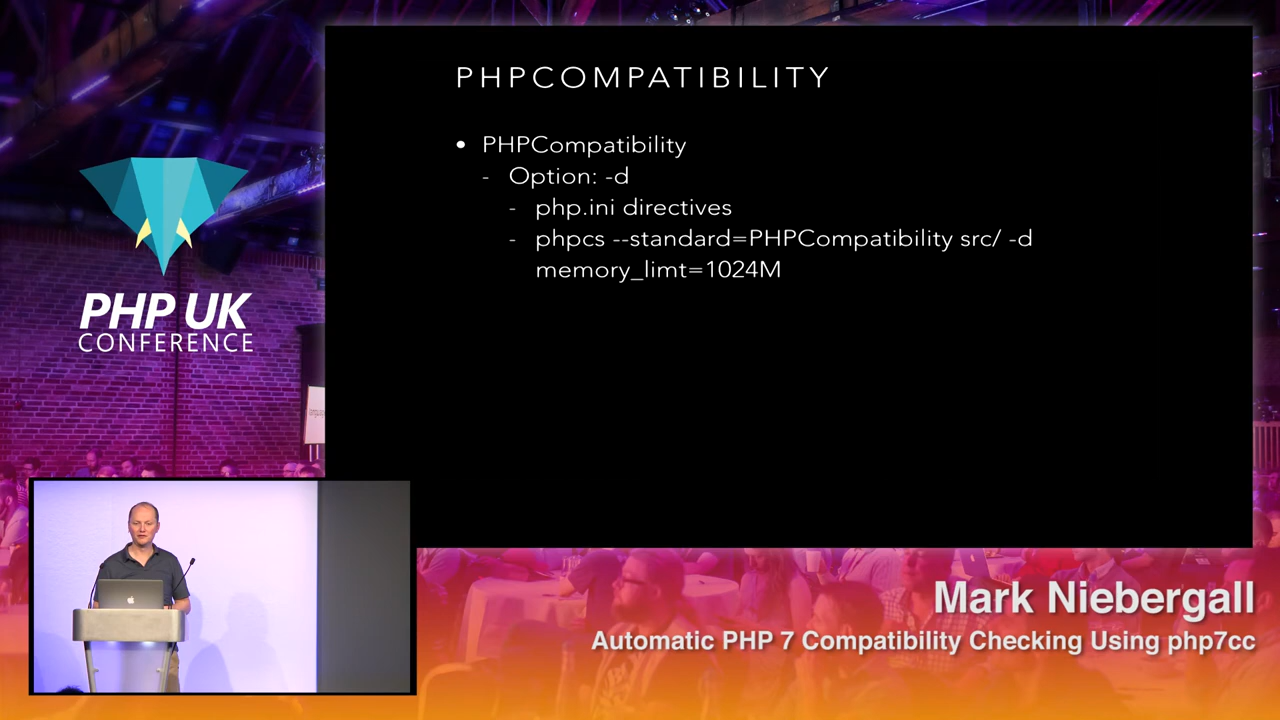 PHPCOMPATIBILITY
• PHPCompatibility
- Option: -d
- php.ini directives
- phpcs --standard=PHPCompatibility src/ -d
memory_limt=1024M
PHP UK
CONFERENCE
Mark Niebergall
Automatic PHP 7 Compatibility Checking Using php7cc